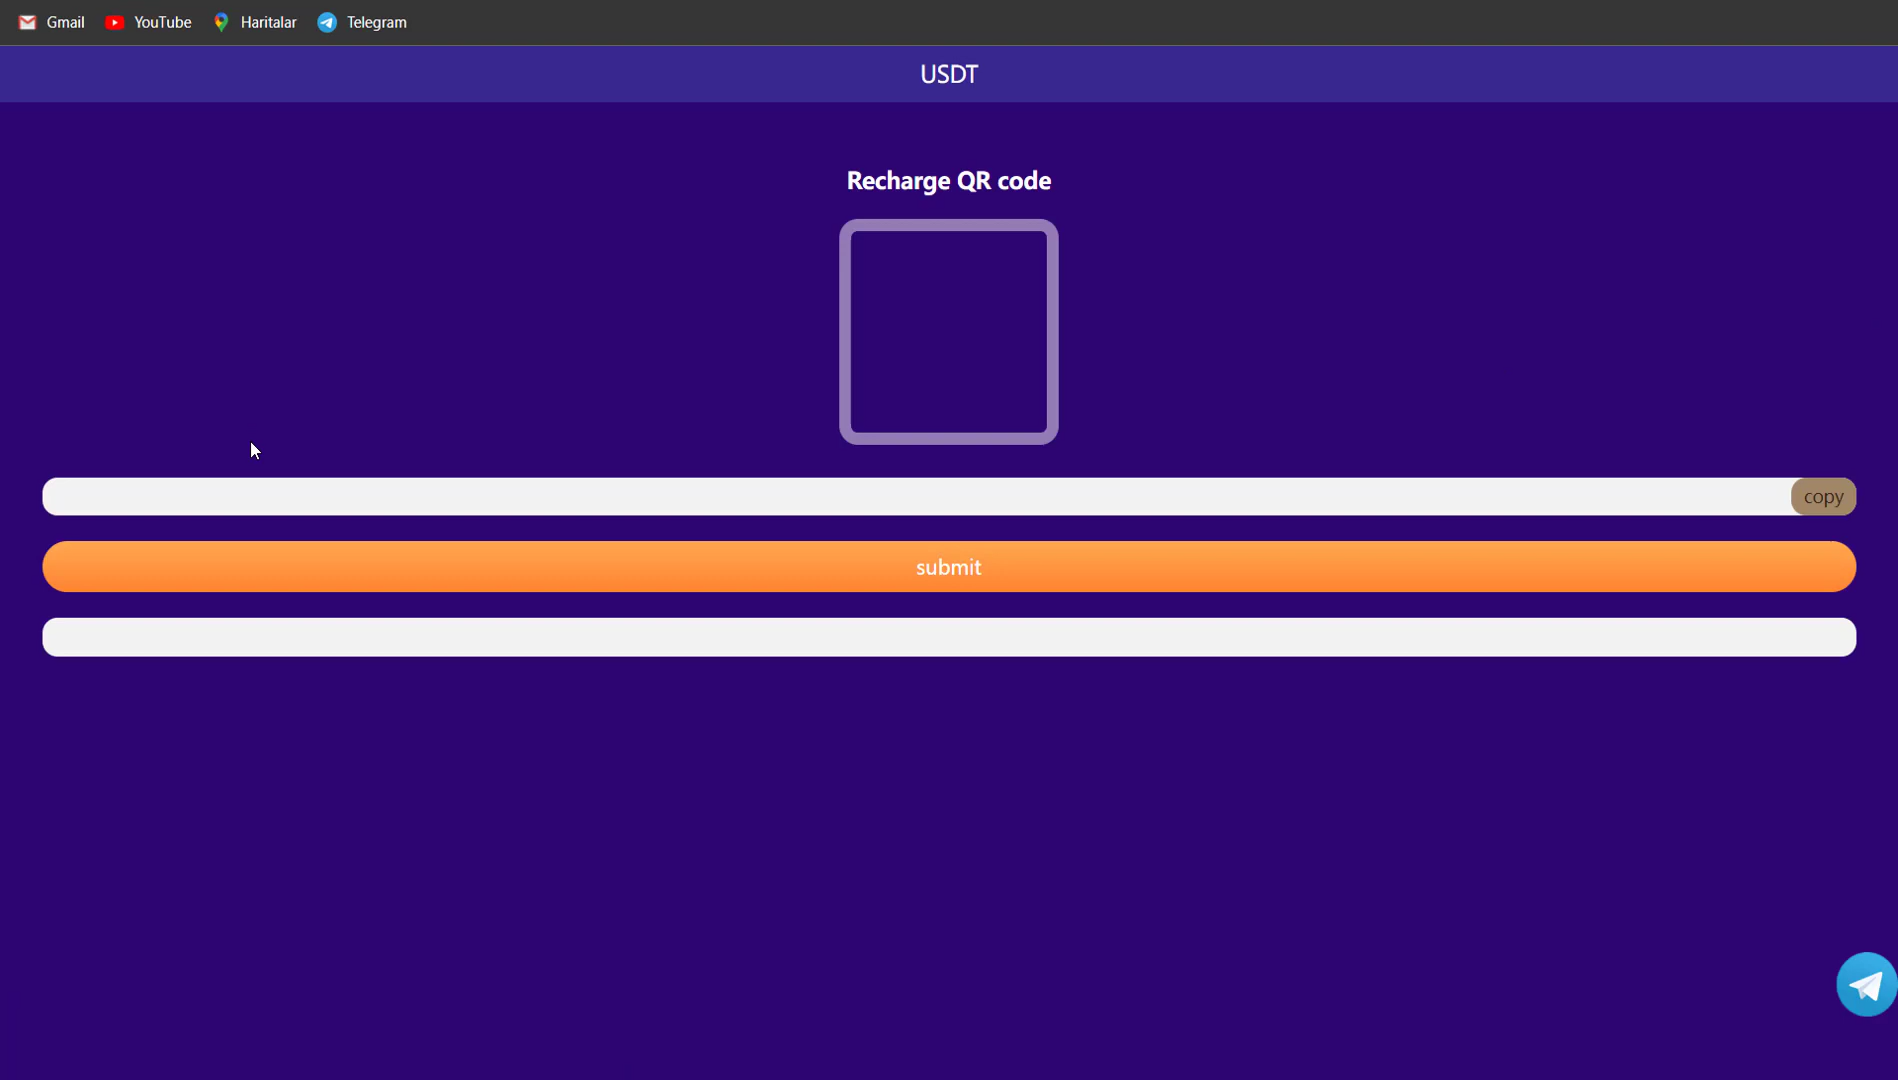 Gmail YouTube Haritalar Telegram
USDT
Recharge QR code
copy
submit